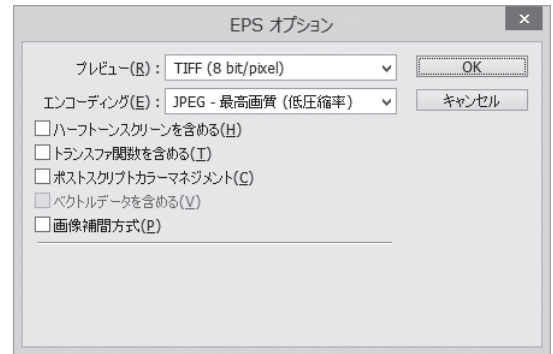 EPS オプション
×
プレビュー(R)： TIFF (8 bit/pixel)
OK
エンコーディング(E)： JPEG - 最高画質 (低圧縮率)
キャンセル
ハーフトーンスクリーンを含める(H)
トランスファ関数を含める(T)
ポストスクリプトカラーマネジメント(C)
ベクトルデータを含める(V)
画像補間方式(P)